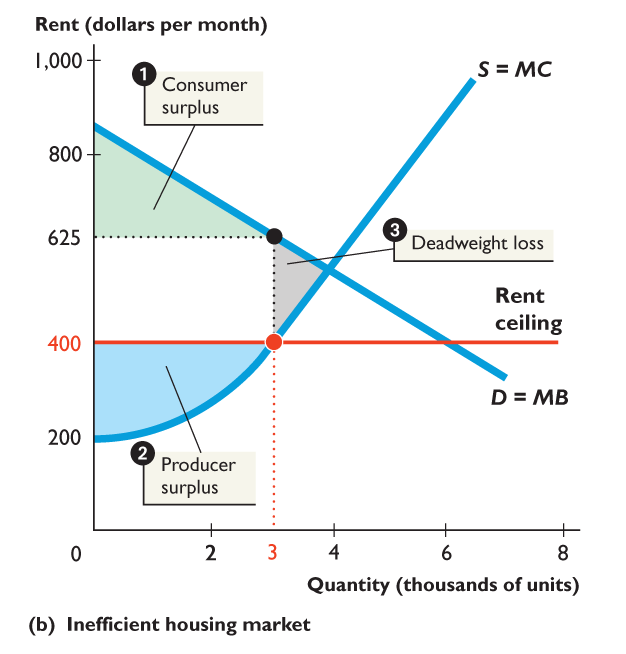 Rent (dollars per month)
1,000
S = MC
1
Consumer
surplus
800
625
3
Deadweight loss
Rent
ceiling
400
D = MB
200
2
Producer
surplus
0
2
3
4
6
8
Quantity (thousands of units)
(b) Inefficient housing market